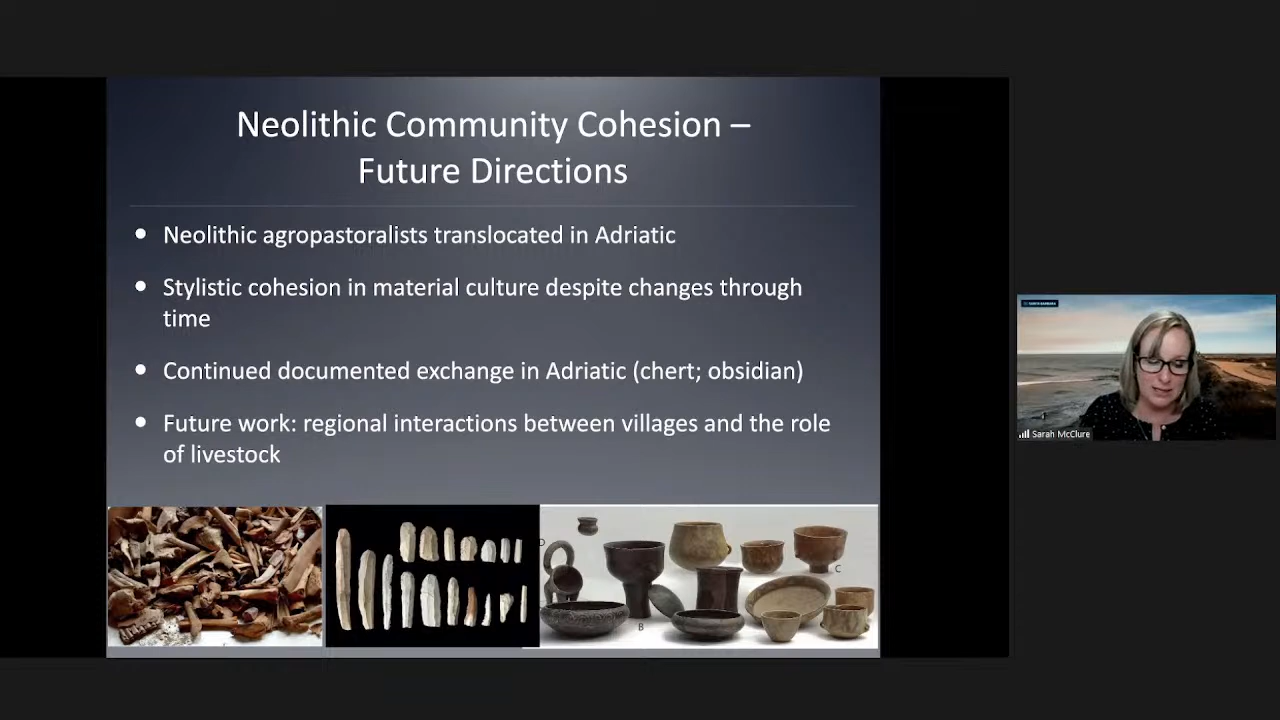 Neolithic Community Cohesion –
Future Directions
• Neolithic agropastoralists translocated in Adriatic
• Stylistic cohesion in material culture despite changes through
time
• Continued documented exchange in Adriatic (chert; obsidian)
• Future work: regional interactions between villages and the role
of livestock
D
C
B
Sarah McClure